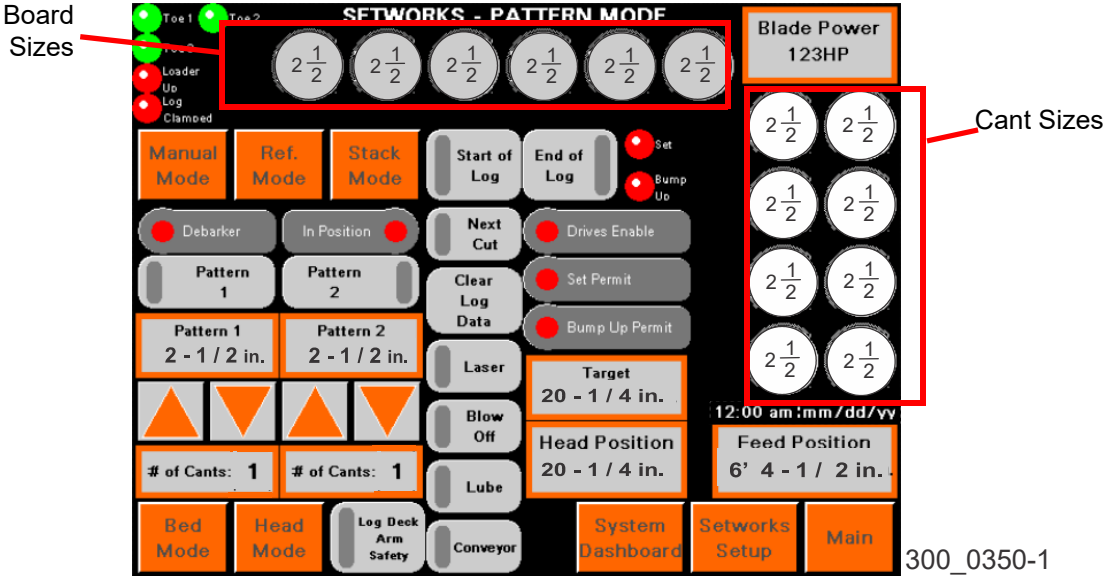 Board
Sizes
Toe 1
Toe 2
SETWORKS - PATTERN MODE
Blade Power
123HP
Toe 3
Loader
Up
Log
Clamped
2 1/2 2 1/2 2 1/2 2 1/2 2 1/2 2 1/2
2 1/2 2 1/2
2 1/2 2 1/2
2 1/2 2 1/2
2 1/2 2 1/2
Cant Sizes
Manual
Mode
Ref.
Mode
Stack
Mode
Start of
Log
End of
Log
Set
Bump
Up
Debarker
In Position
Next
Cut
Drives Enable
Pattern
1
Pattern
2
Clear
Log
Data
Set Permit
Bump Up Permit
Pattern 1
2 - 1 / 2 in.
Pattern 2
2 - 1 / 2 in.
Laser
Target
20 - 1 / 4 in.
12:00 am:mm/dd/yy
Blow
Off
Head Position
20 - 1 / 4 in.
Feed Position
6’ 4 - 1 / 2 in.
# of Cants: 1
# of Cants: 1
Lube
Bed
Mode
Head
Mode
Log Deck
Arm
Safety
Conveyor
System
Dashboard
Setworks
Setup
Main
300_0350-1